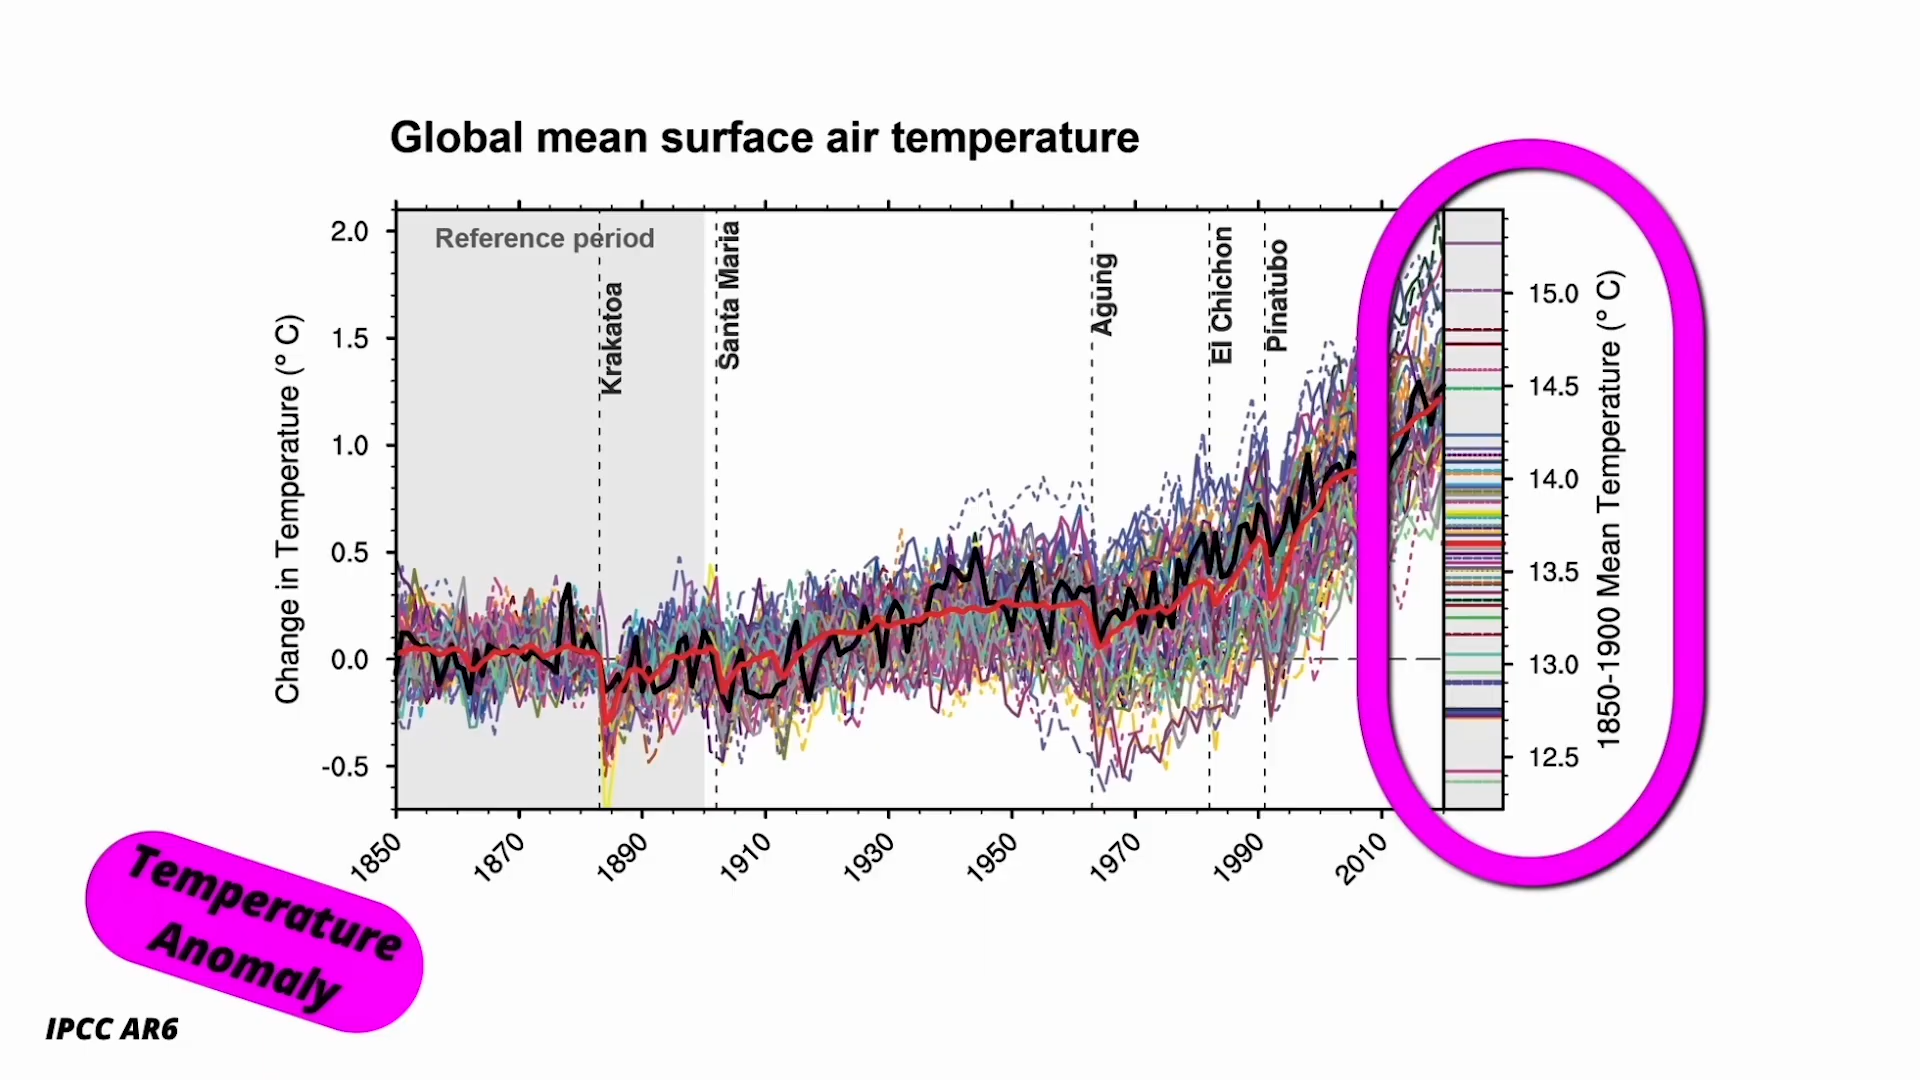 Global mean surface air temperature
Reference period
Krakatoa
Santa Maria
Agung
El Chichon
Pinatubo
Change in Temperature (° C)
2.0
1.5
1.0
0.5
0.0
-0.5
1850
1870
1890
1910
1930
1950
1970
1990
2010
15.0
14.5
14.0
13.5
13.0
12.5
1850-1900 Mean Temperature (° C)
Temperature
Anomaly
IPCC AR6